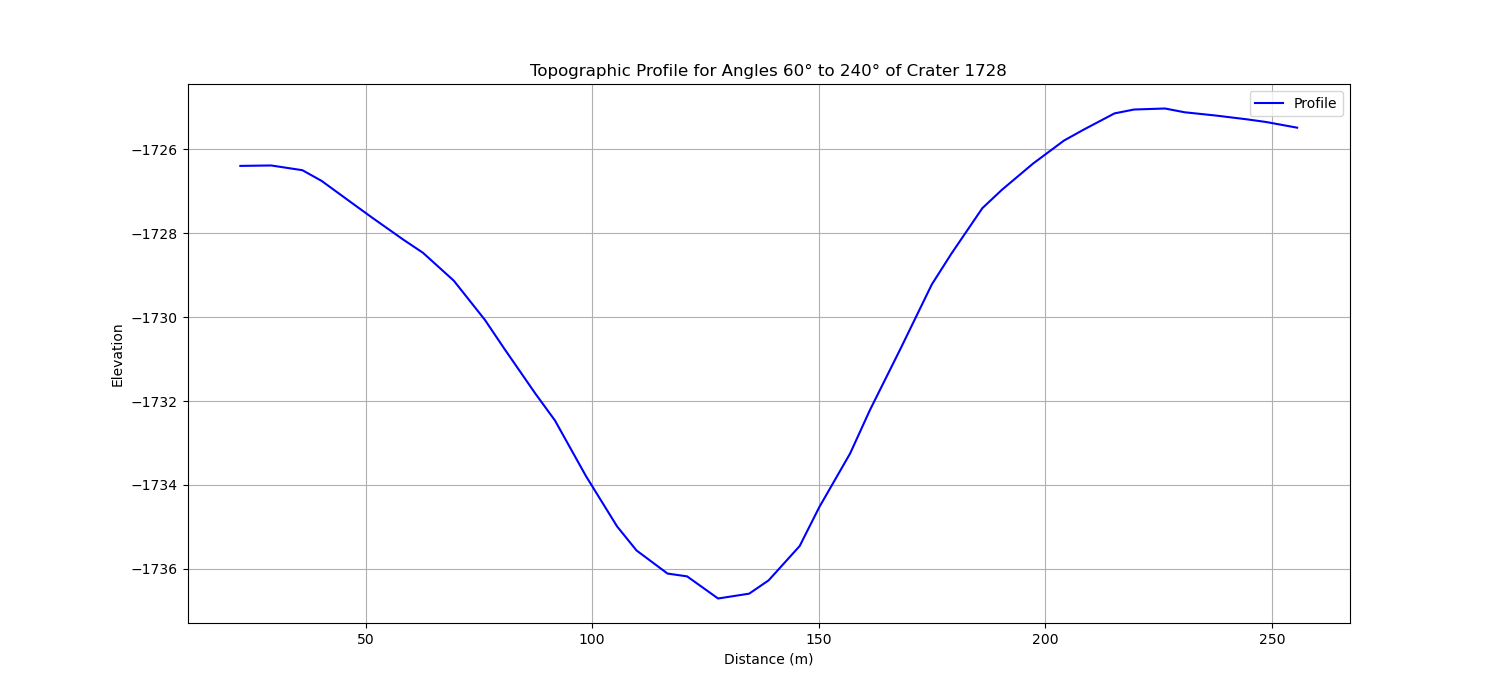 Topographic Profile for Angles 60° to 240° of Crater 1728
Profile
−1726
−1728
−1730
−1732
−1734
−1736
Elevation
50
100
150
200
250
Distance (m)